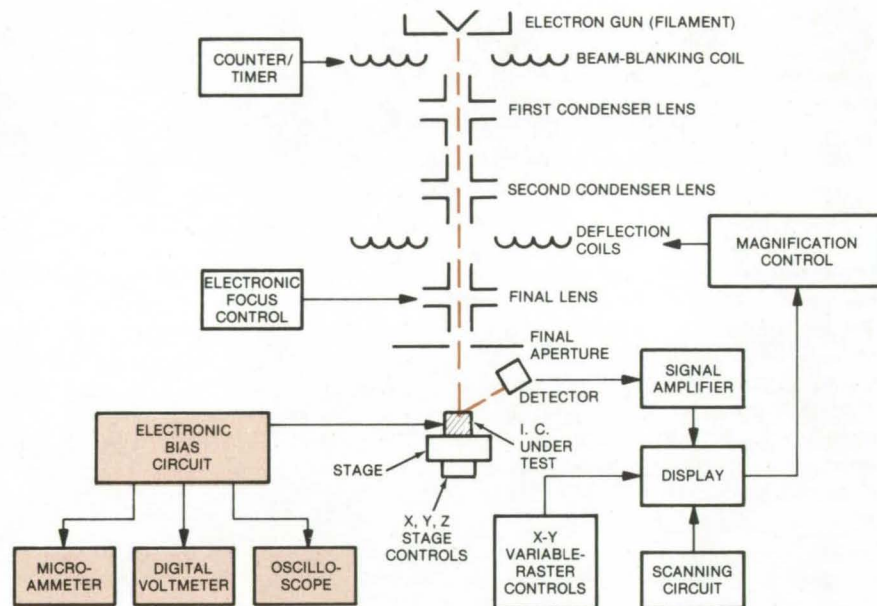 ELECTRON GUN (FILAMENT)
COUNTER/
TIMER
BEAM-BLANKING COIL
FIRST CONDENSER LENS
SECOND CONDENSER LENS
DEFLECTION
COILS
MAGNIFICATION
CONTROL
ELECTRONIC
FOCUS
CONTROL
FINAL LENS
FINAL
APERTURE
DETECTOR
SIGNAL
AMPLIFIER
ELECTRONIC
BIAS
CIRCUIT
I. C.
UNDER
TEST
STAGE
DISPLAY
X, Y, Z
STAGE
CONTROLS
X-Y
VARIABLE-
RASTER
CONTROLS
SCANNING
CIRCUIT
MICRO-
AMMETER
DIGITAL
VOLTMETER
OSCILLO-
SCOPE